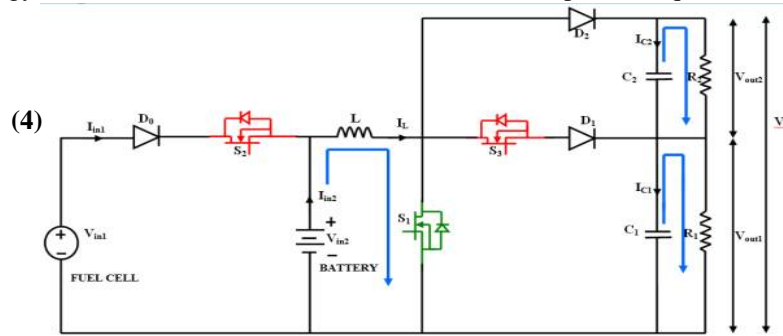 D2
IC2
C2
R2
Vout2
(4)
Iin1
D0
L
IL
D1
V
S2
S3
Iin2
IC1
S1
Vin1
Vin2
C1
R1
Vout1
FUEL CELL
BATTERY